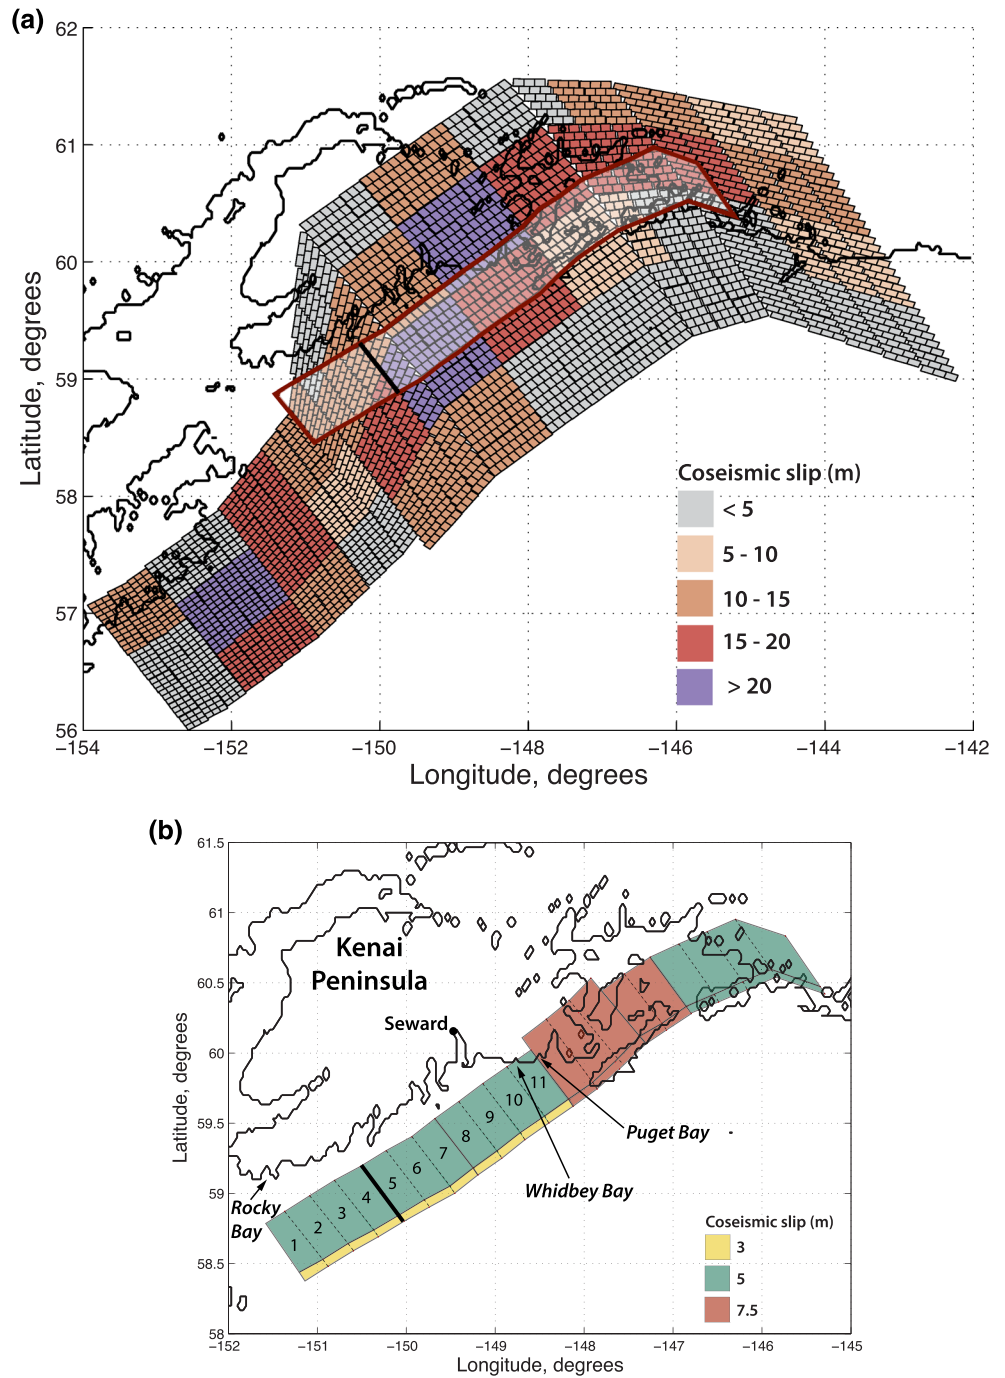 (a)
62
61
60
59
58
57
56
Latitude, degrees
Coseismic slip (m)
< 5
5 - 10
10 - 15
15 - 20
> 20
−154
−152
−150
−148
−146
−144
−142
Longitude, degrees
(b)
61.5
61
60.5
60
59.5
59
58.5
58
Latitude, degrees
Kenai
Peninsula
Seward
11
10
9
8
7
6
5
4
3
2
1
Puget Bay
Whidbey Bay
Rocky
Bay
Coseismic slip (m)
3
5
7.5
−152
−151
−150
−149
−148
−147
−146
−145
Longitude, degrees